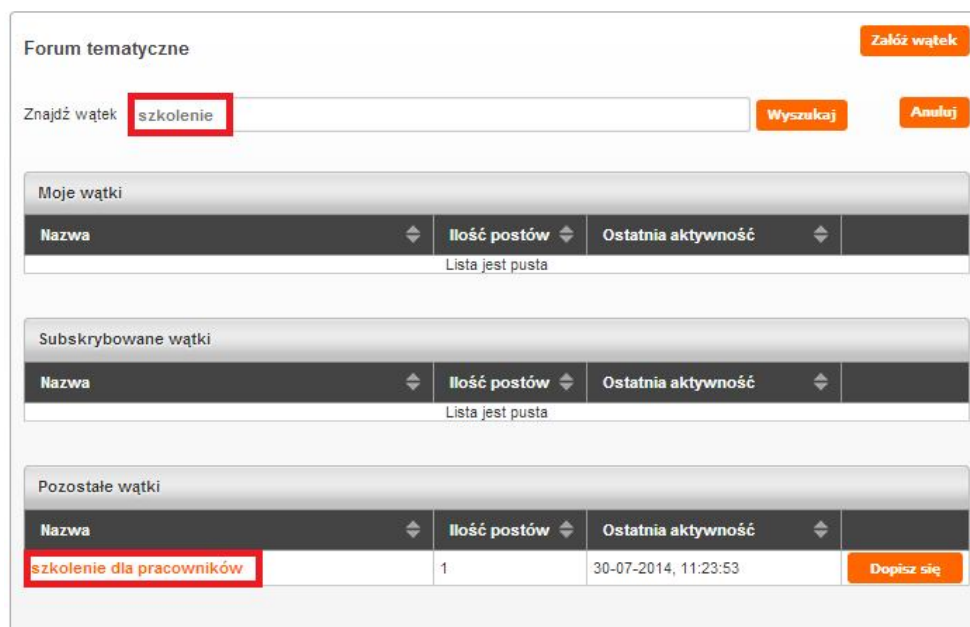 Forum tematyczne Załóż wątek
Znajdź wątek szkolenie Wyszukaj Anuluj
Moje wątki
Nazwa Ilość postów Ostatnia aktywność
Lista jest pusta
Subskrybowane wątki
Nazwa Ilość postów Ostatnia aktywność
Lista jest pusta
Pozostałe wątki
Nazwa Ilość postów Ostatnia aktywność
szkolenie dla pracowników 1 30-07-2014, 11:23:53 Dopisz się